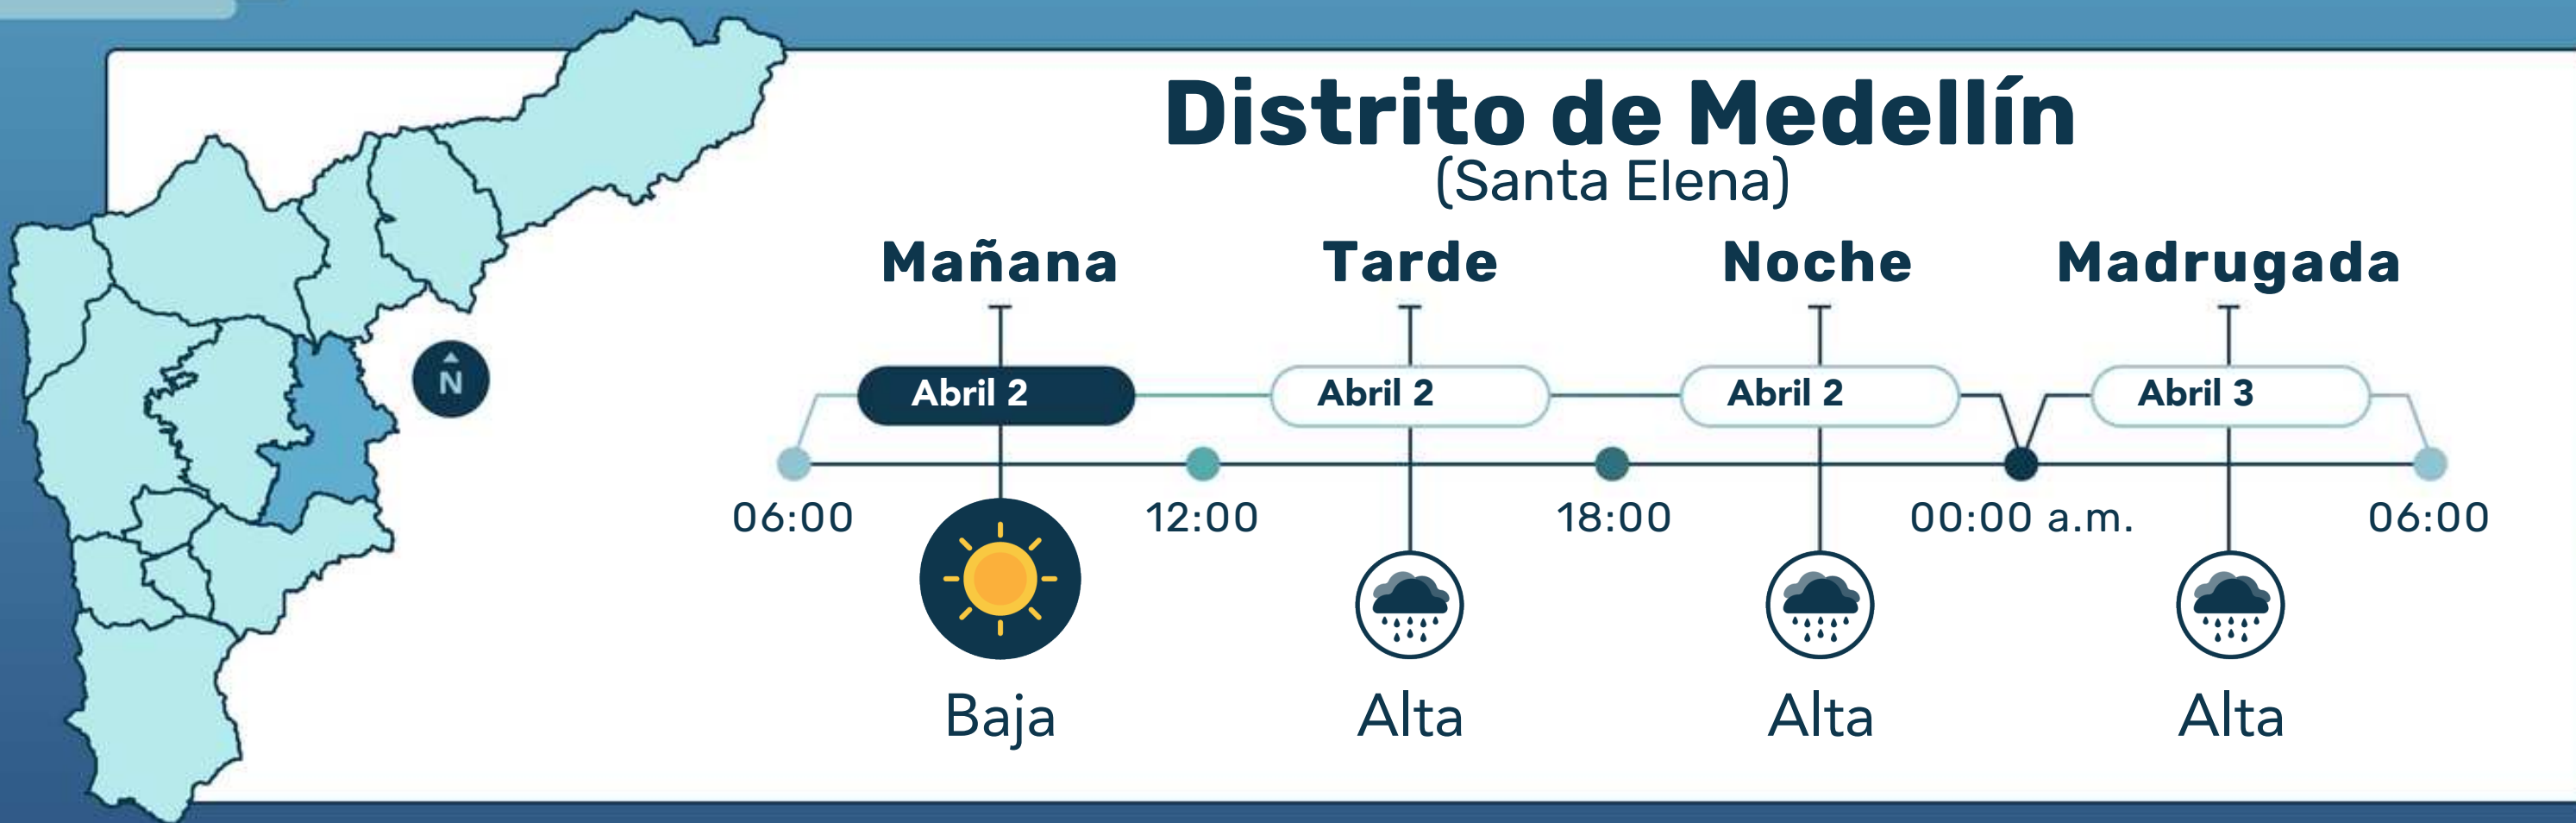 Distrito de Medellín
(Santa Elena)
Mañana Tarde Noche Madrugada
Abril 2 Abril 2 Abril 2 Abril 3
N
06:00 12:00 18:00 00:00 a.m. 06:00
Baja Alta Alta Alta